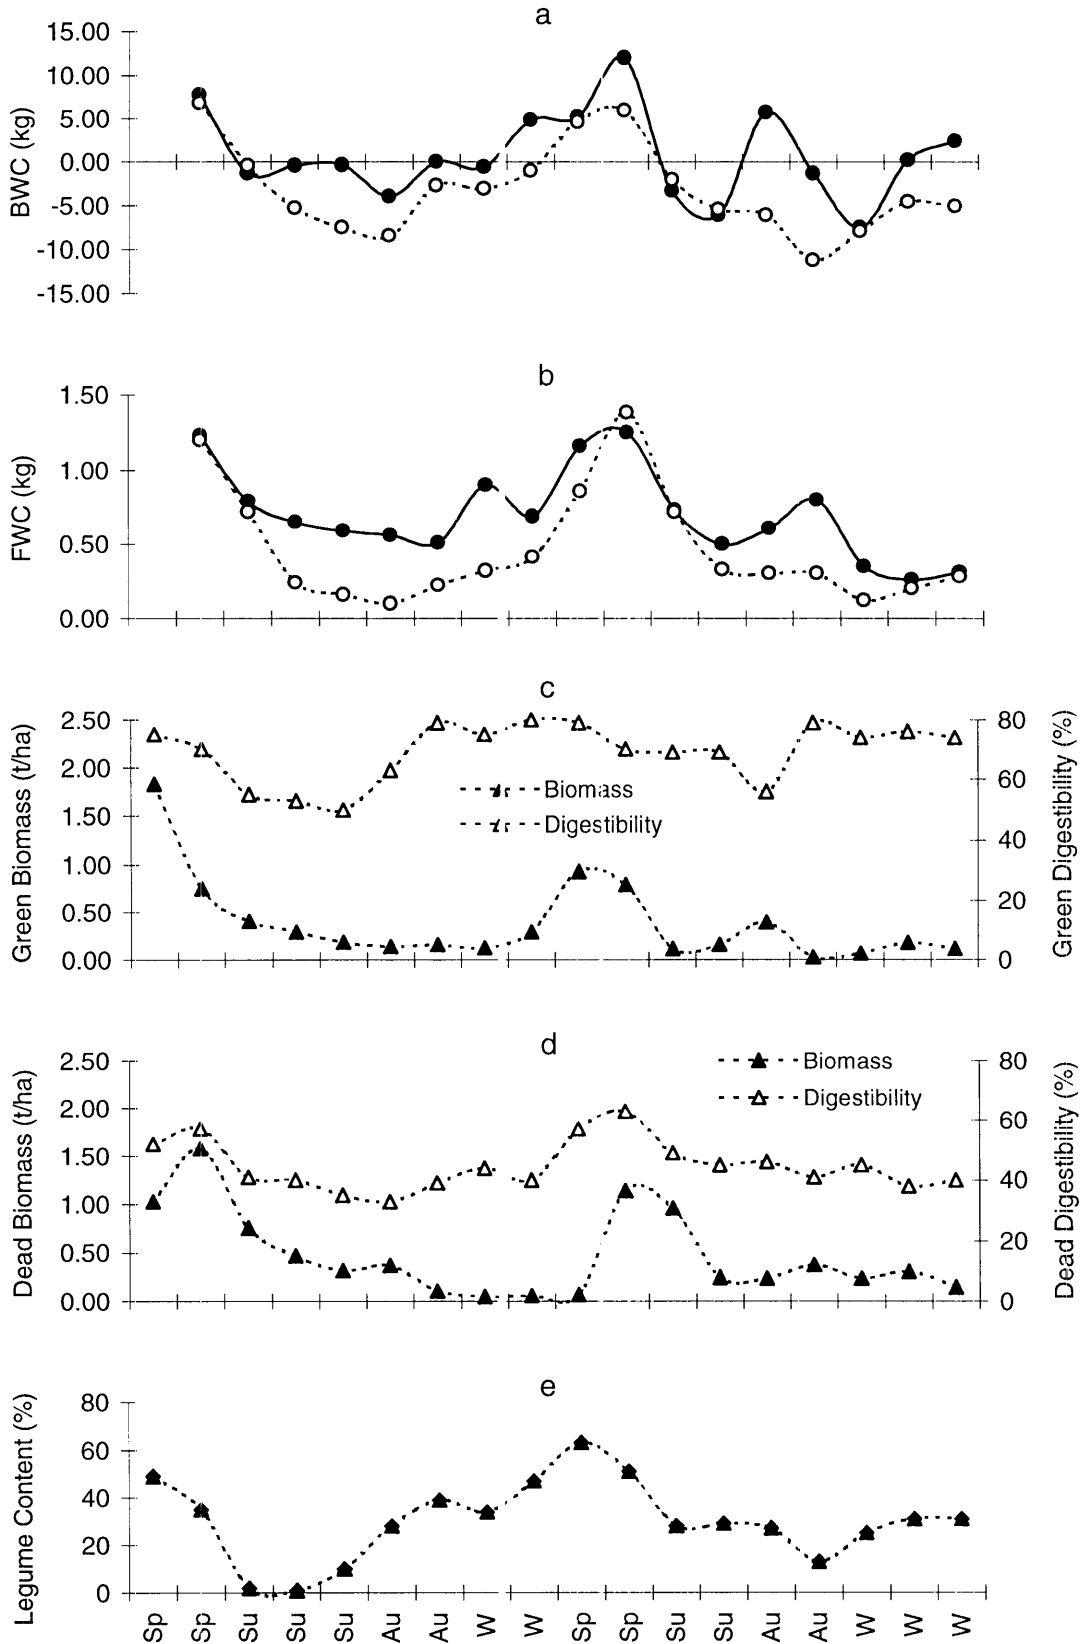 a
15.00
10.00
5.00
0.00
-5.00
-10.00
-15.00
BWC (kg)
b
1.50
1.00
0.50
0.00
FWC (kg)
c
2.50
2.00
1.50
1.00
0.50
0.00
Green Biomass (t/ha)
Biomass
Digestibility
80
60
40
20
0
Green Digestibility (%)
d
2.50
2.00
1.50
1.00
0.50
0.00
Dead Biomass (t/ha)
Biomass
Digestibility
80
60
40
20
0
Dead Digestibility (%)
e
80
60
40
20
0
Legume Content (%)
Sp Sp Su Su Su Au Au W W Sp Sp Su Su Au Au W W W